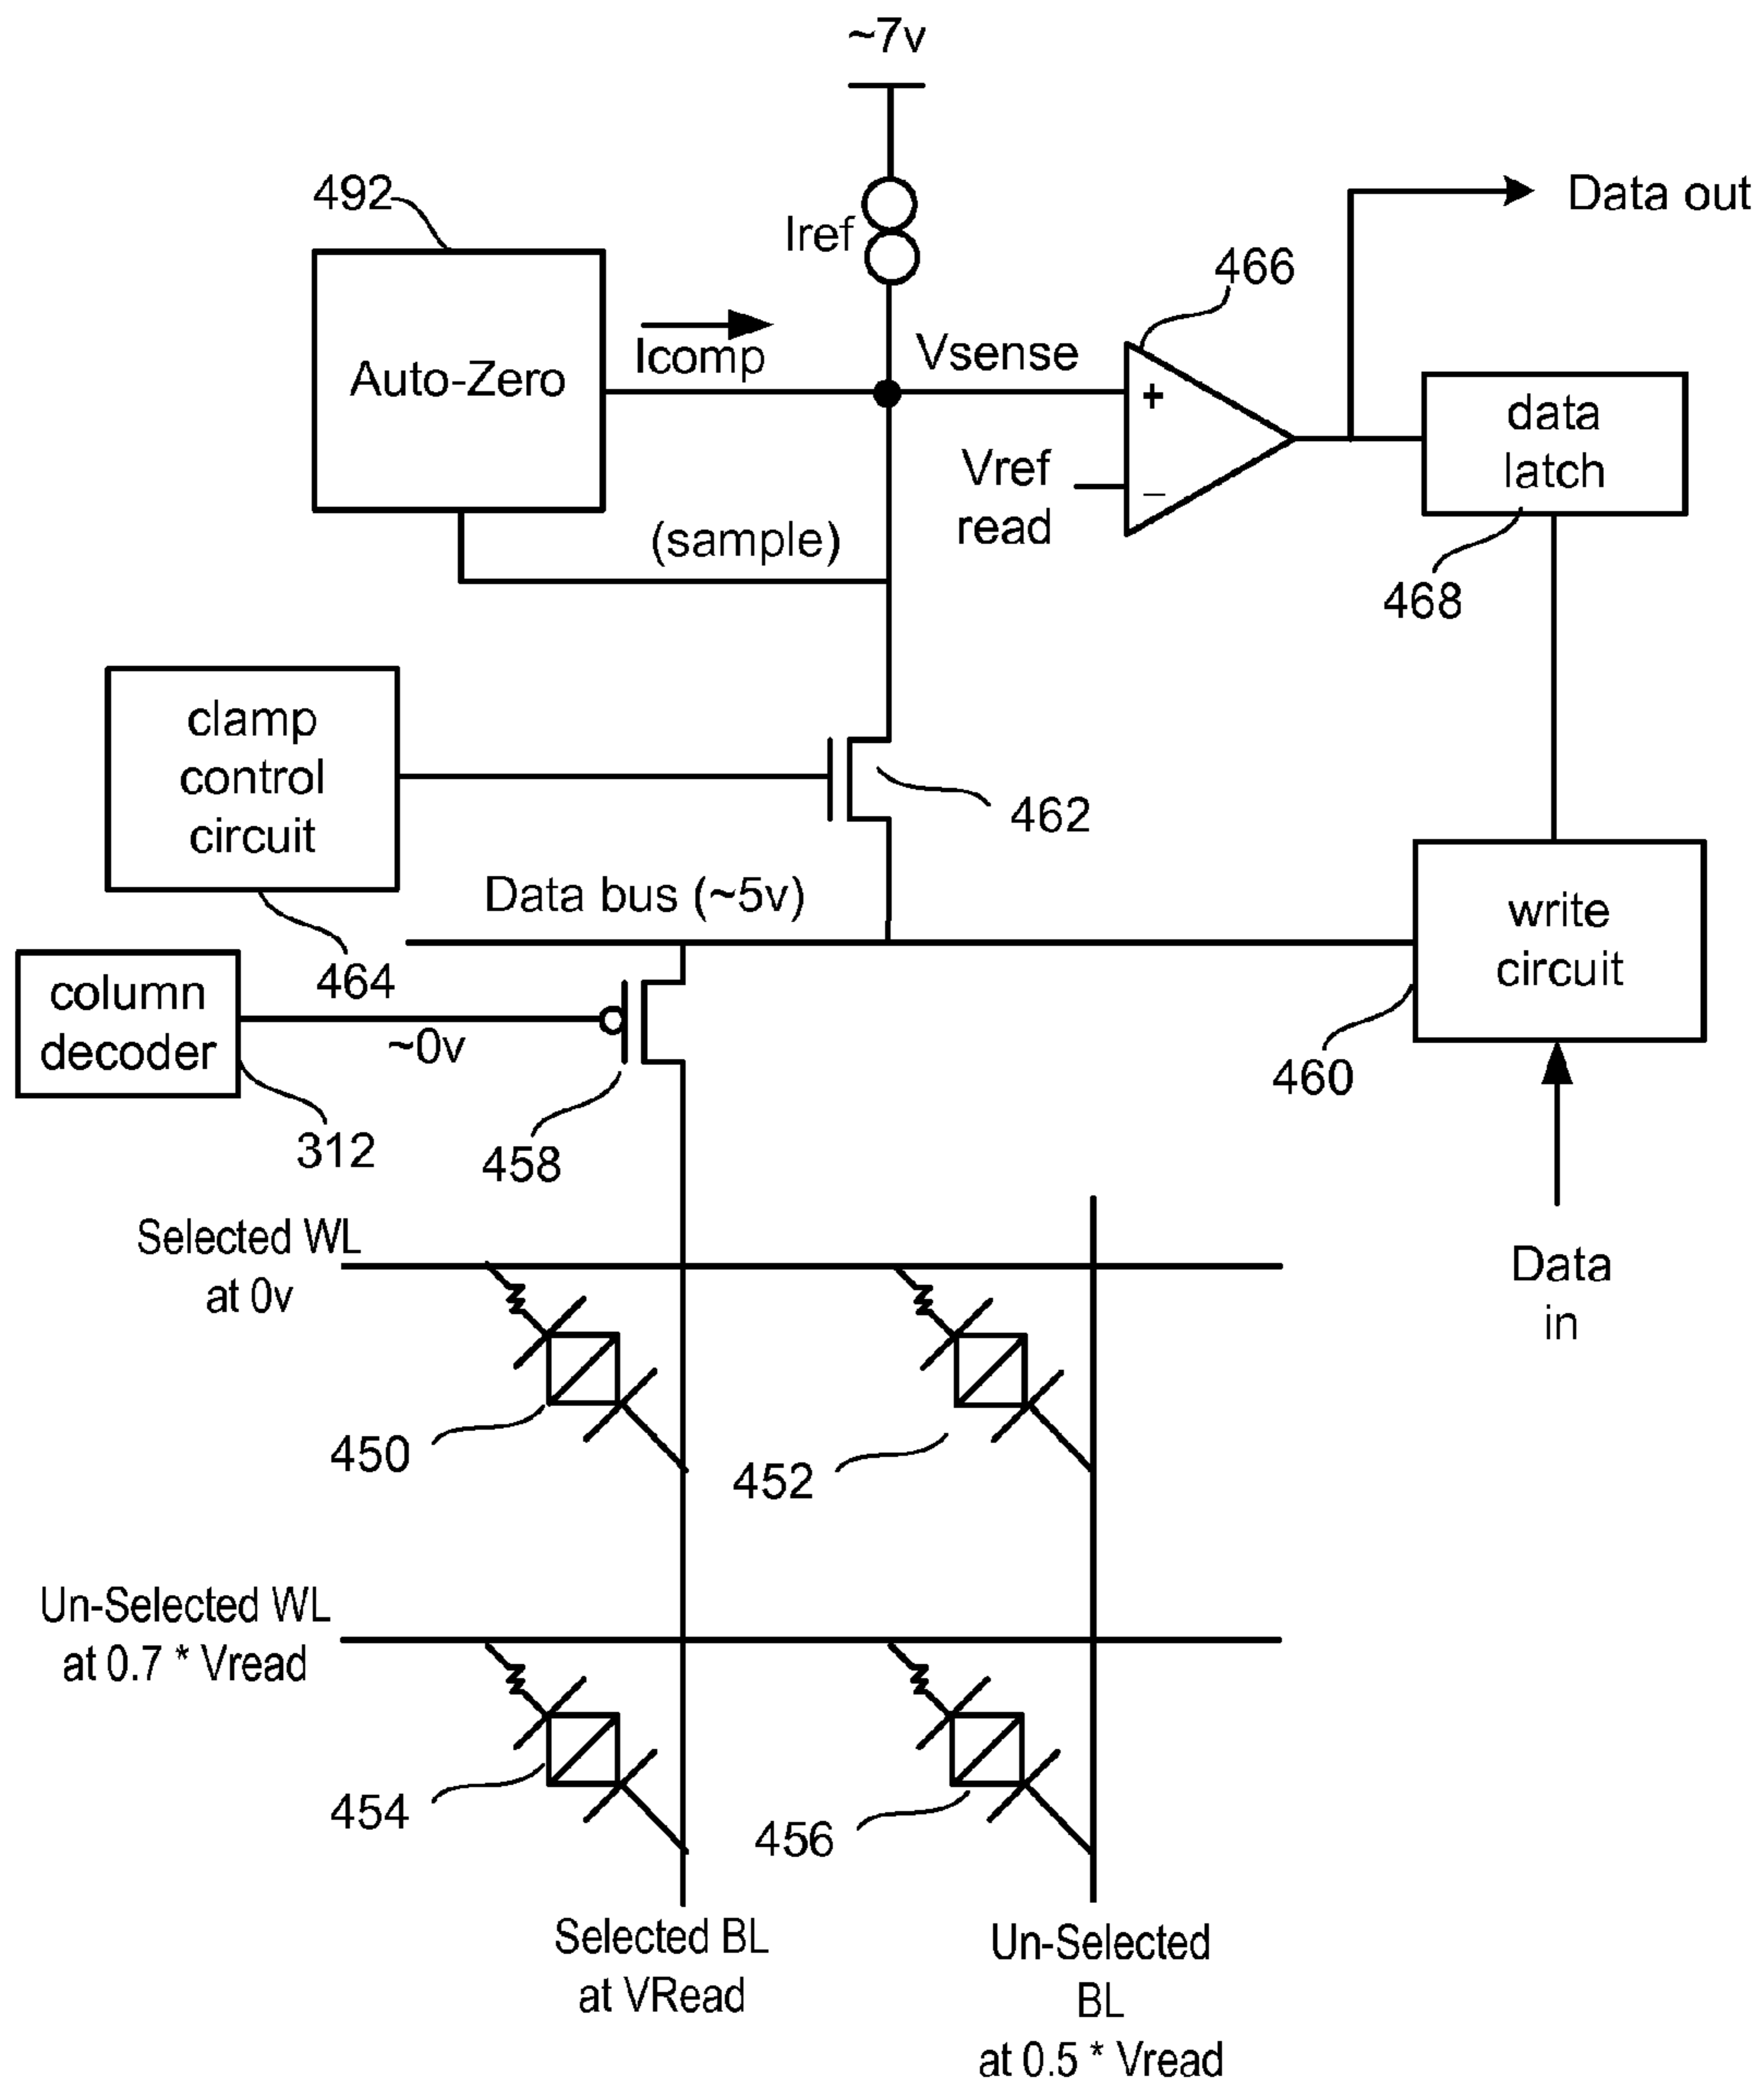 ~7v
492
Iref
Data out
466
Auto-Zero
Icomp
Vsense
+
data
latch
Vref
read
–
(sample)
468
clamp
control
circuit
462
Data bus (~5v)
write
circuit
464
column
decoder
~0v
460
312
458
Selected WL
at 0v
Data
in
450
452
Un-Selected WL
at 0.7 * Vread
454
456
Selected BL
at VRead
Un-Selected
BL
at 0.5 * Vread